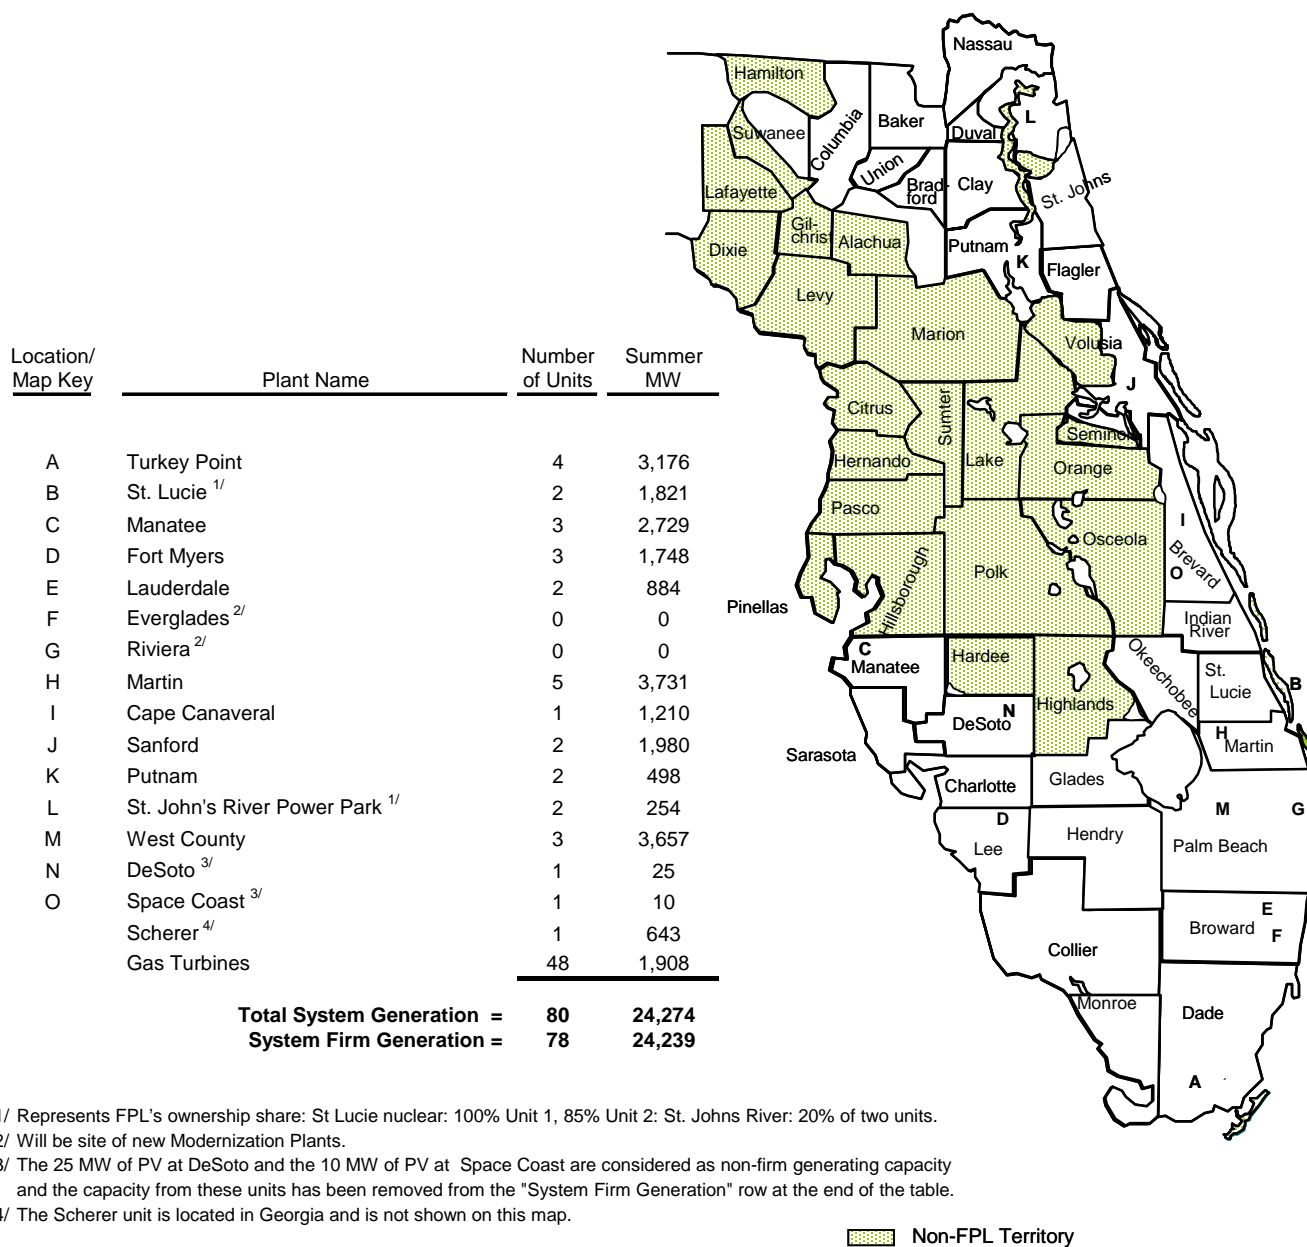 Location/ Number Summer
Map Key Plant Name of Units MW
A Turkey Point 4 3,176
B St. Lucie 1/ 2 1,821
C Manatee 3 2,729
D Fort Myers 3 1,748
E Lauderdale 2 884
F Everglades 2/ 0 0
G Riviera 2/ 0 0
H Martin 5 3,731
I Cape Canaveral 1 1,210
J Sanford 2 1,980
K Putnam 2 498
L St. John's River Power Park 1/ 2 254
M West County 3 3,657
N DeSoto 3/ 1 25
O Space Coast 3/ 1 10
Scherer 4/ 1 643
Gas Turbines 48 1,908
Total System Generation = 80 24,274
System Firm Generation = 78 24,239
Nassau
Hamilton
Suwanee
Columbia
Baker
Duval
L
Union
Brad-
ford
Clay
St. Johns
Lafayette
Gil-
christ
Alachua
Dixie
Putnam
K
Flagler
Levy
Marion
Volusia
J
Citrus
Sumter
Seminole
Hernando
Lake
Orange
Pasco
I
Osceola
Brevard
O
Polk
Hillsborough
Pinellas
Indian
River
C
Manatee
Hardee
Okeechobee
St.
Lucie
B
Highlands
N
DeSoto
H
Martin
Sarasota
Charlotte
Glades
M
G
D
Lee
Hendry
Palm Beach
E
Broward
F
Collier
Monroe
Dade
A
1/ Represents FPL's ownership share: St Lucie nuclear: 100% Unit 1, 85% Unit 2: St. Johns River: 20% of two units.
2/ Will be site of new Modernization Plants.
3/ The 25 MW of PV at DeSoto and the 10 MW of PV at Space Coast are considered as non-firm generating capacity
and the capacity from these units has been removed from the "System Firm Generation" row at the end of the table.
4/ The Scherer unit is located in Georgia and is not shown on this map.
Non-FPL Territory